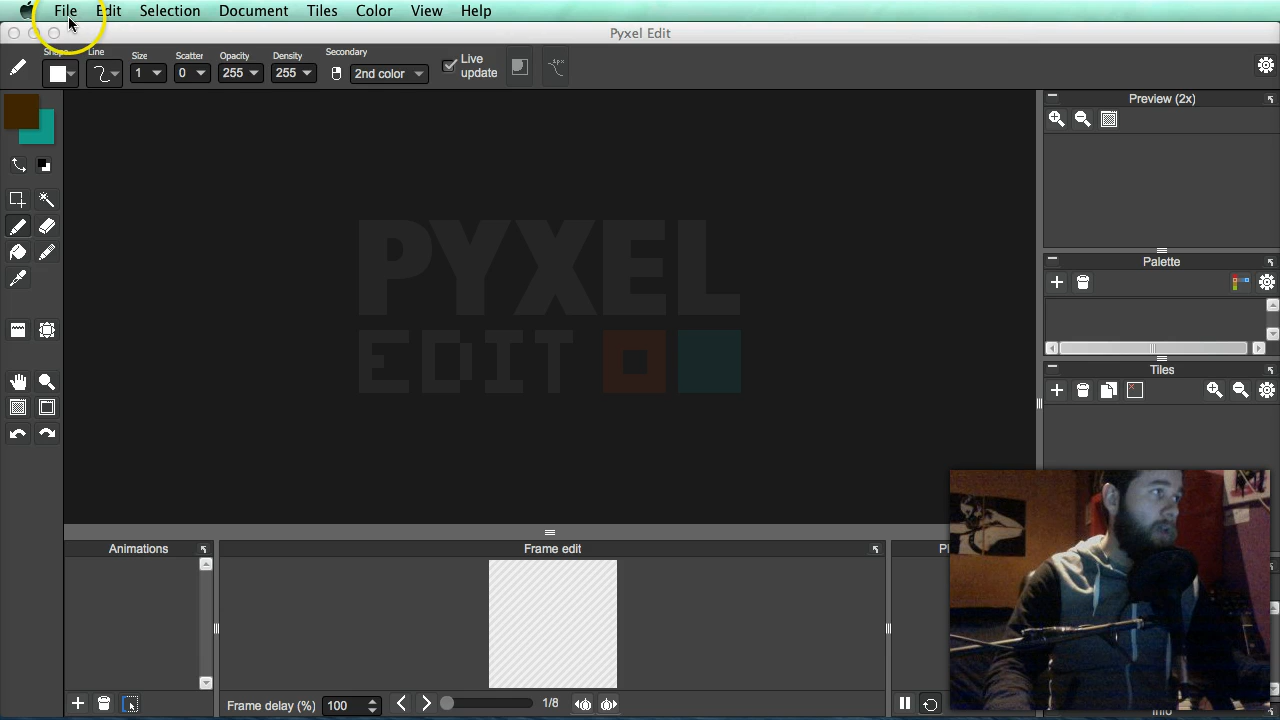 File Edit Selection Document Tiles Color View Help
Pyxel Edit
Shape Line Size Scatter Opacity Density Secondary
1 0 255 255 2nd color Live update
Preview (2x)
PYXEL
EDIT
Palette
Tiles
Animations Frame edit
Frame delay (%) 100 1/8
Info